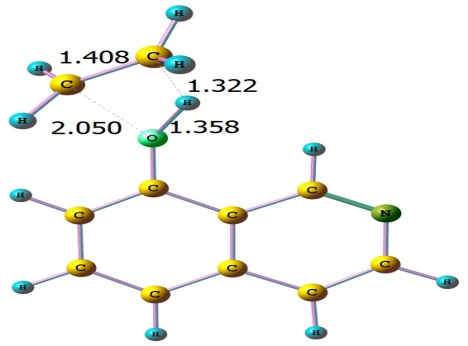 H
1.408 C
H C H
1.322
H
H
2.050 1.358
O
H
C C
H
C C N
C C C
H H
C C
H H